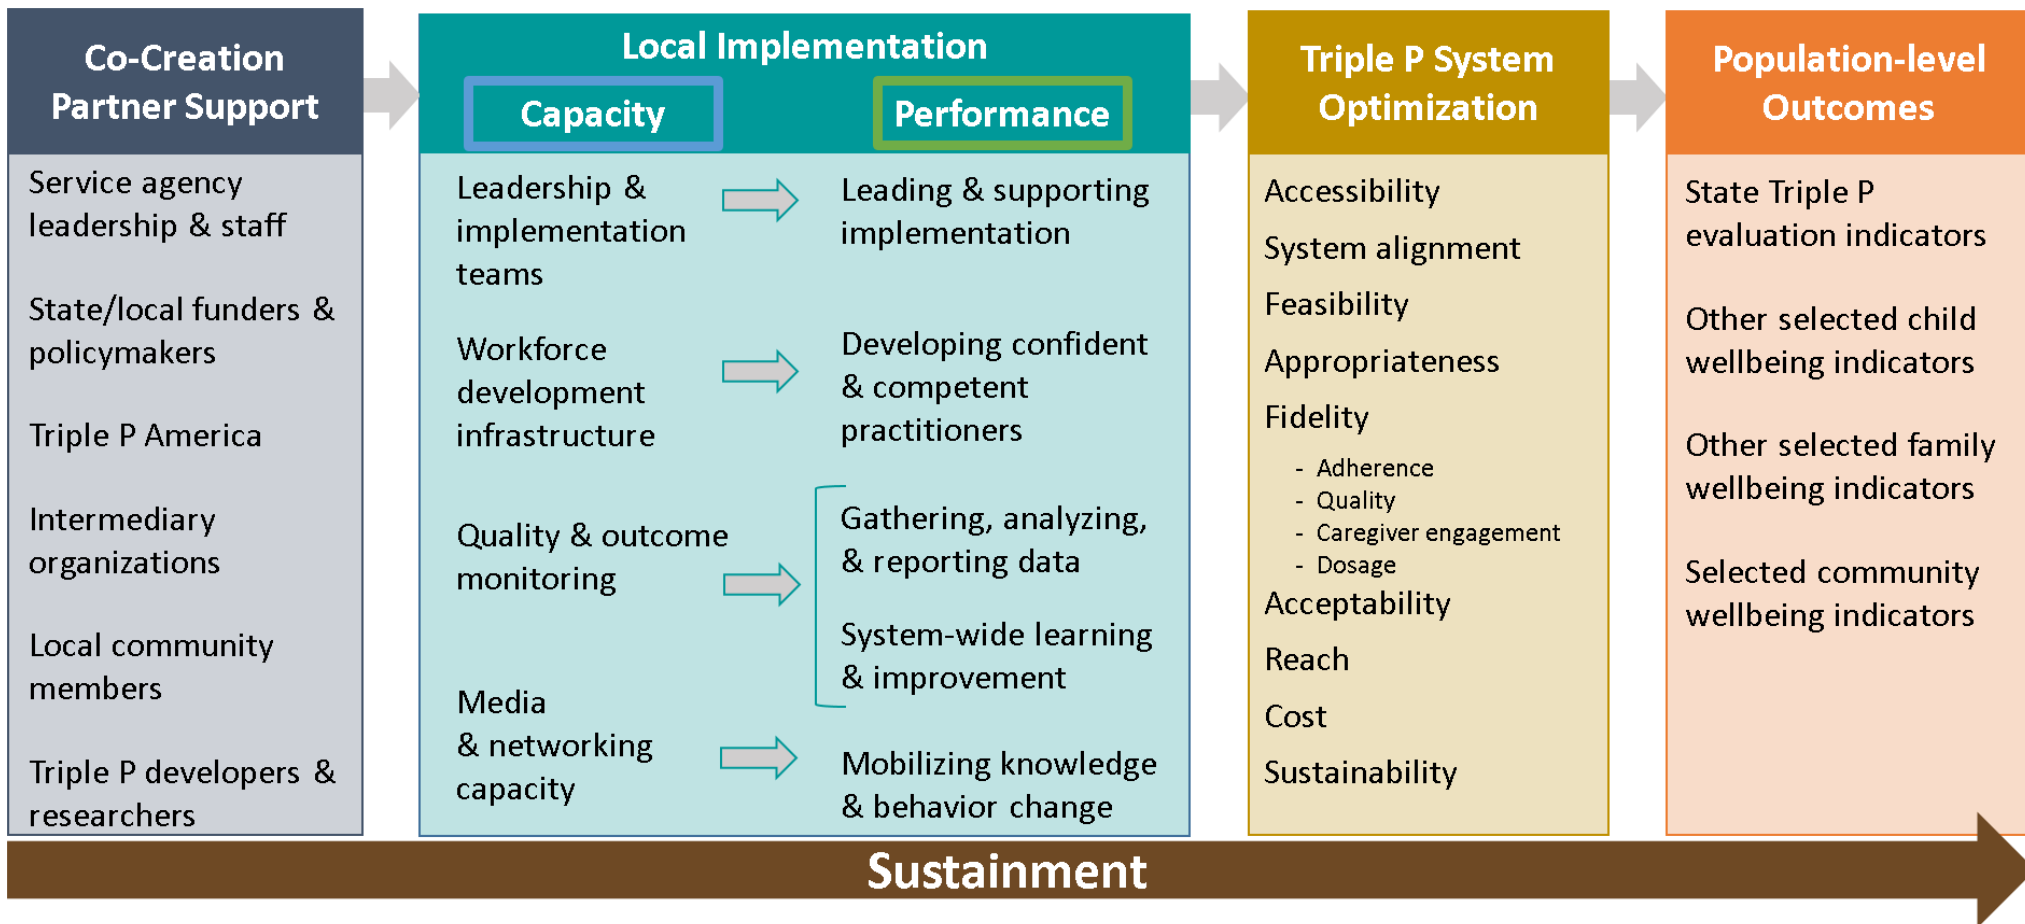 Co-Creation
Partner Support
Service agency
leadership & staff
State/local funders &
policymakers
Triple P America
Intermediary
organizations
Local community
members
Triple P developers &
researchers
Local Implementation
Capacity
Performance
Leadership &
implementation
teams
Leading & supporting
implementation
Workforce
development
infrastructure
Developing confident
& competent
practitioners
Quality & outcome
monitoring
Gathering, analyzing,
& reporting data
System-wide learning
& improvement
Media
& networking
capacity
Mobilizing knowledge
& behavior change
Triple P System
Optimization
Accessibility
System alignment
Feasibility
Appropriateness
Fidelity
- Adherence
- Quality
- Caregiver engagement
- Dosage
Acceptability
Reach
Cost
Sustainability
Population-level
Outcomes
State Triple P
evaluation indicators
Other selected child
wellbeing indicators
Other selected family
wellbeing indicators
Selected community
wellbeing indicators
Sustainment